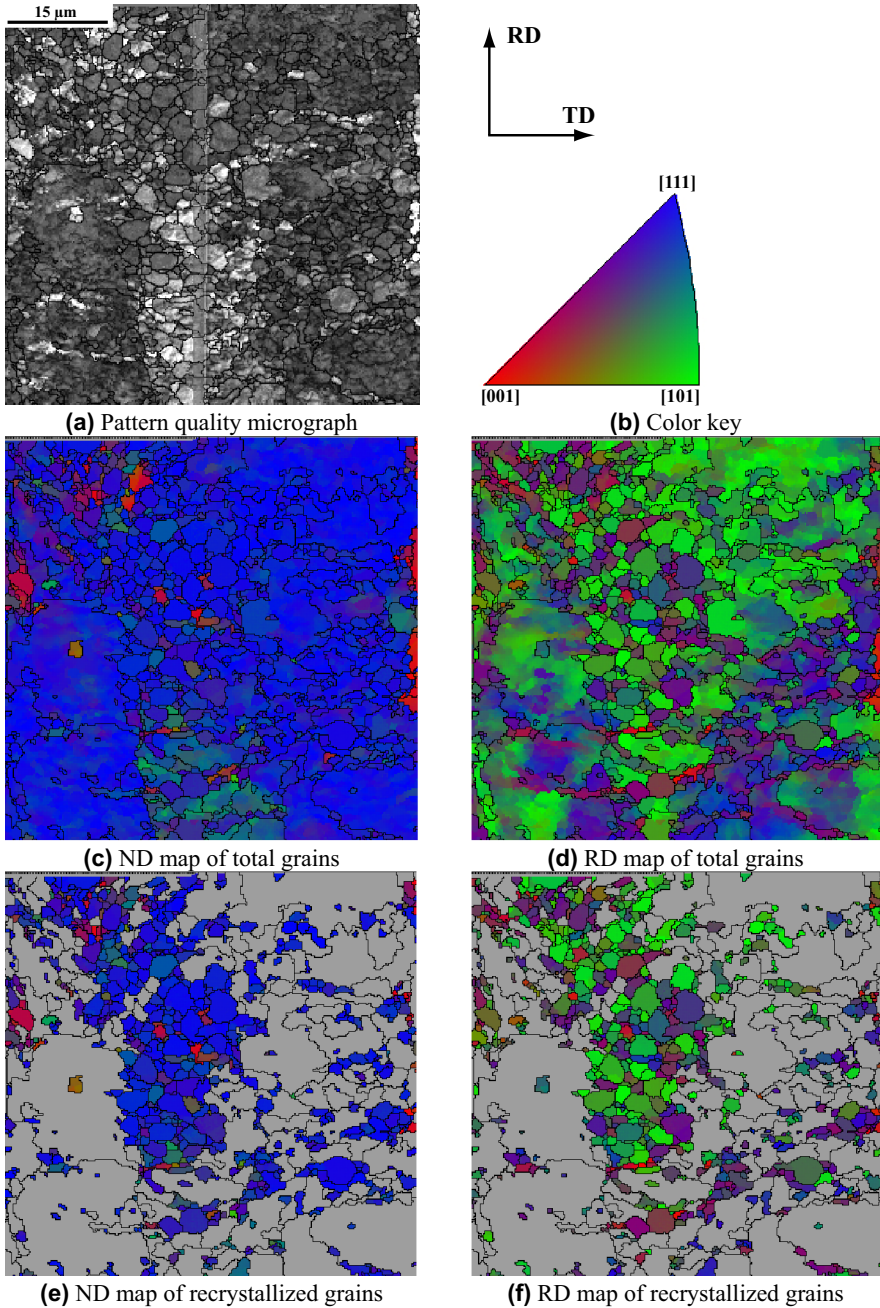 15 µm
RD
TD
[111]
[001]
[101]
(a) Pattern quality micrograph
(b) Color key
(c) ND map of total grains
(d) RD map of total grains
(e) ND map of recrystallized grains
(f) RD map of recrystallized grains